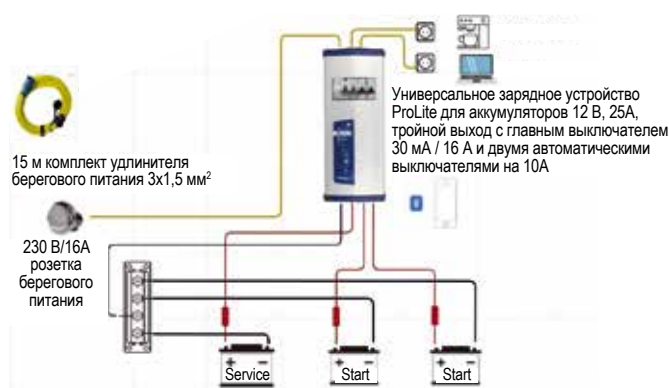 Универсальное зарядное устройство
ProLite для аккумуляторов 12 В, 25А,
тройной выход с главным выключателем
30 мА / 16 А и двумя автоматическими
выключателями на 10А
15 м комплект удлинителя
берегового питания 3x1,5 мм²
230 В/16А
розетка
берегового
питания
+ −
Service
+ −
Start
+ −
Start